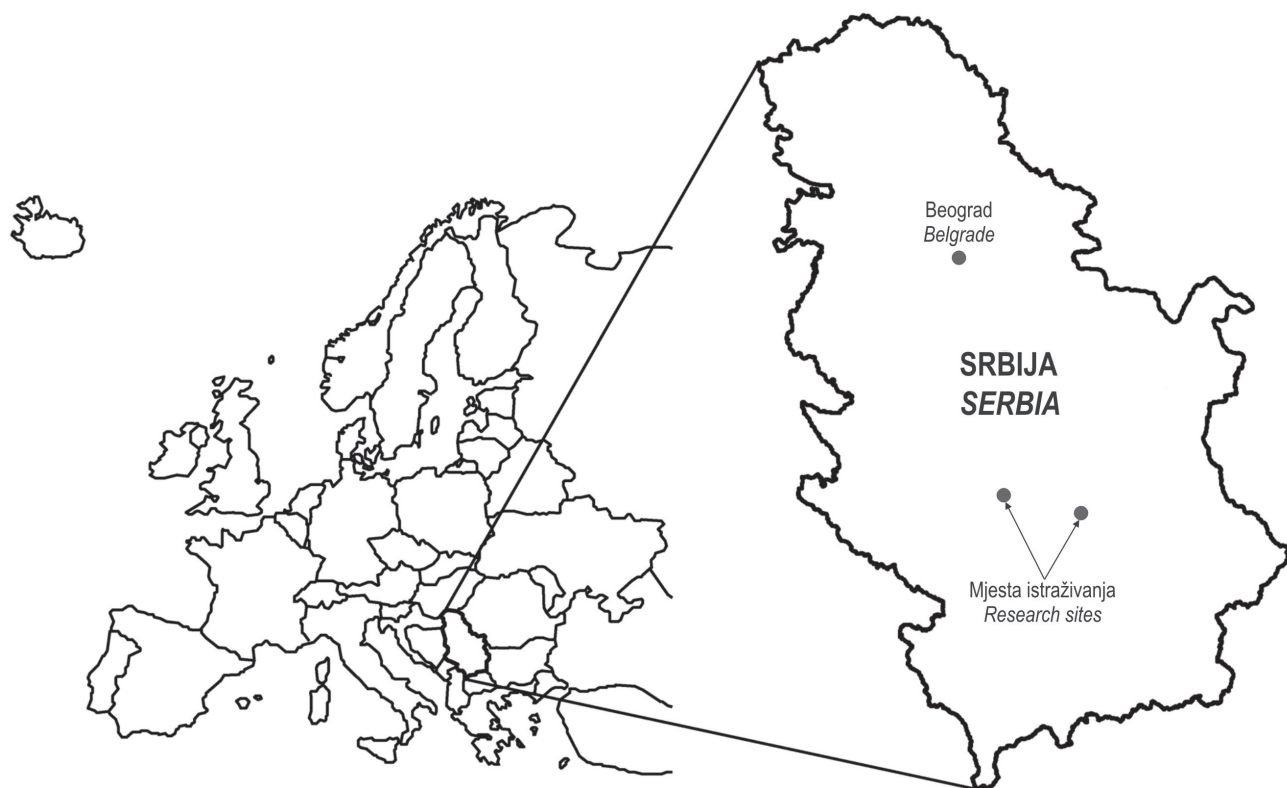 Beograd
Belgrade
SRBIJA
SERBIA
Mjesta istraživanja
Research sites